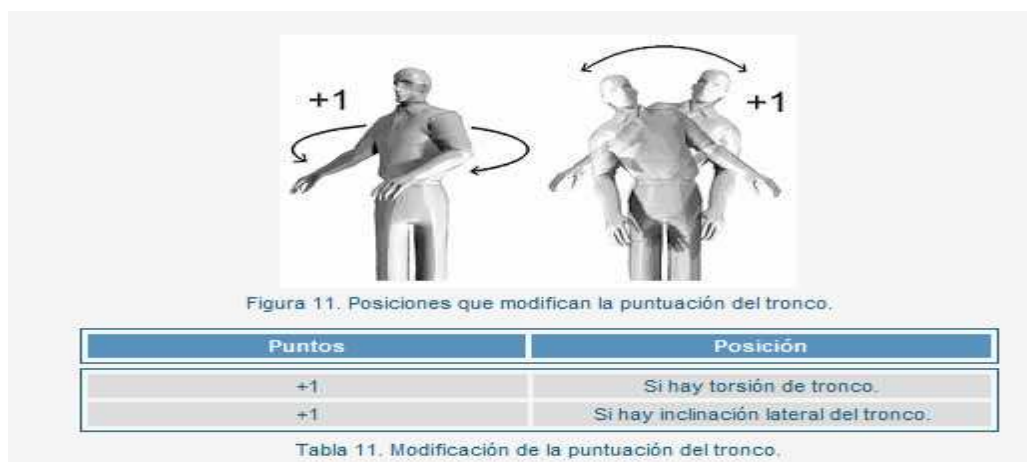 +1
+1
Figura 11. Posiciones que modifican la puntuación del tronco.
Puntos Posición
+1 Si hay torsión de tronco.
+1 Si hay inclinación lateral del tronco.
Tabla 11. Modificación de la puntuación del tronco.